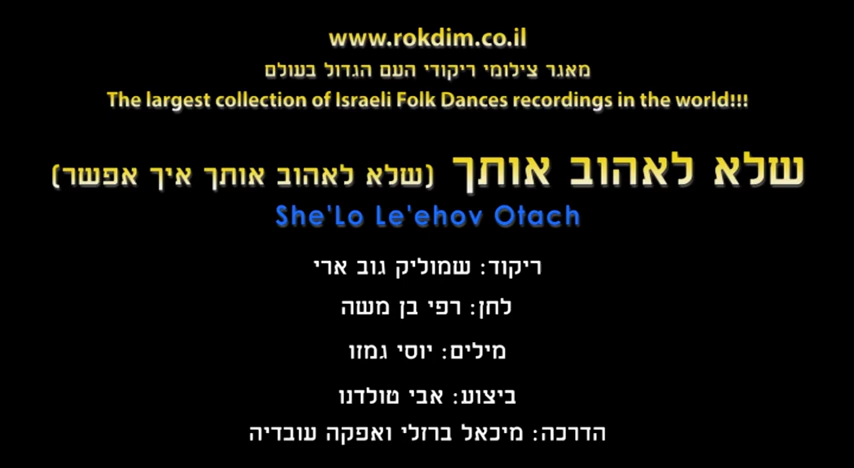 www.rokdim.co.il
מאגר צילומי ריקודי העם הגדול בעולם
The largest collection of Israeli Folk Dances recordings in the world!!!
שלא לאהוב אותך (שלא לאהוב אותך איך אפשר)
She'Lo Le'ehov Otach
ריקוד: שמוליק גוב ארי
לחן: רפי בן משה
מילים: יוסי גמזו
ביצוע: אבי טולדנו
הדרכה: מיכאל ברזלי ואפקה עובדיה